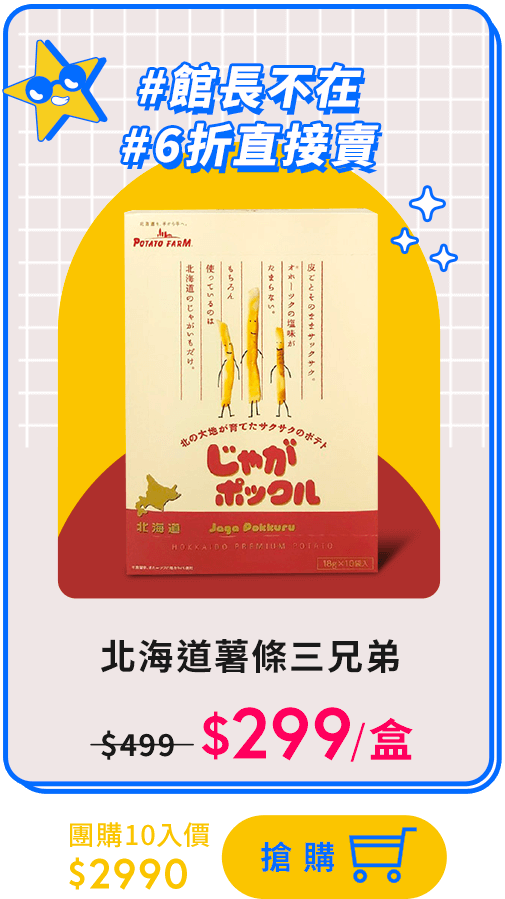 #館長不在
#6折直接賣
POTATO FARM
皮ごとそのままサックサク。
オホーツクの塩味が
たまらない。
もちろん
使っているのは
北海道のじゃがいもだけ。
北の大地が育てたサクサクのポテト
じゃが
ポックル
北海道
Jaga Pokkuru
HOKKAIDO PREMIUM POTATO
18g×10袋入
北海道薯條三兄弟
$499 $299/盒
團購10入價
$2990
搶購